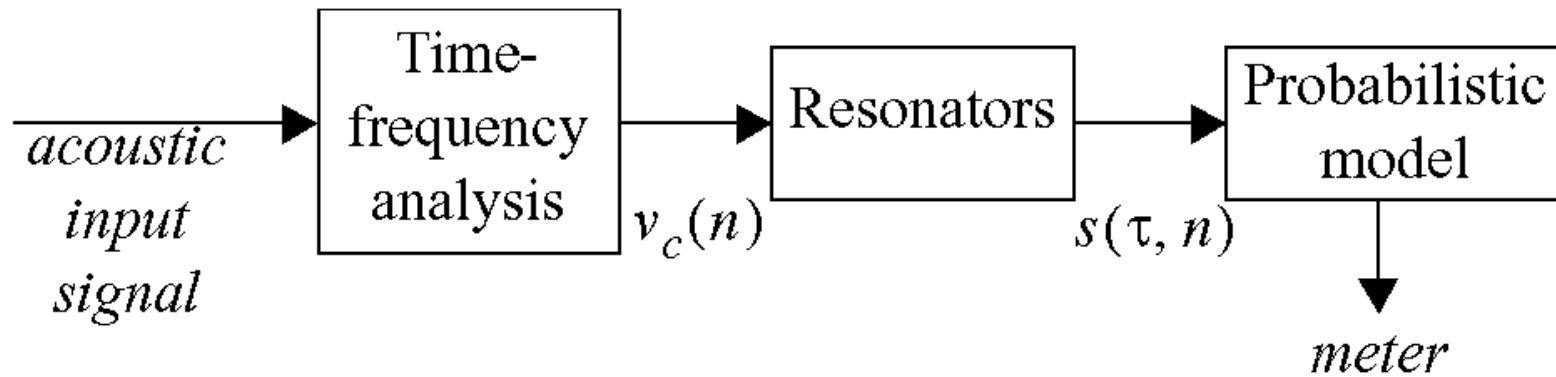 acoustic
input
signal
Time-
frequency
analysis
v_c(n)
Resonators
s(τ, n)
Probabilistic
model
meter